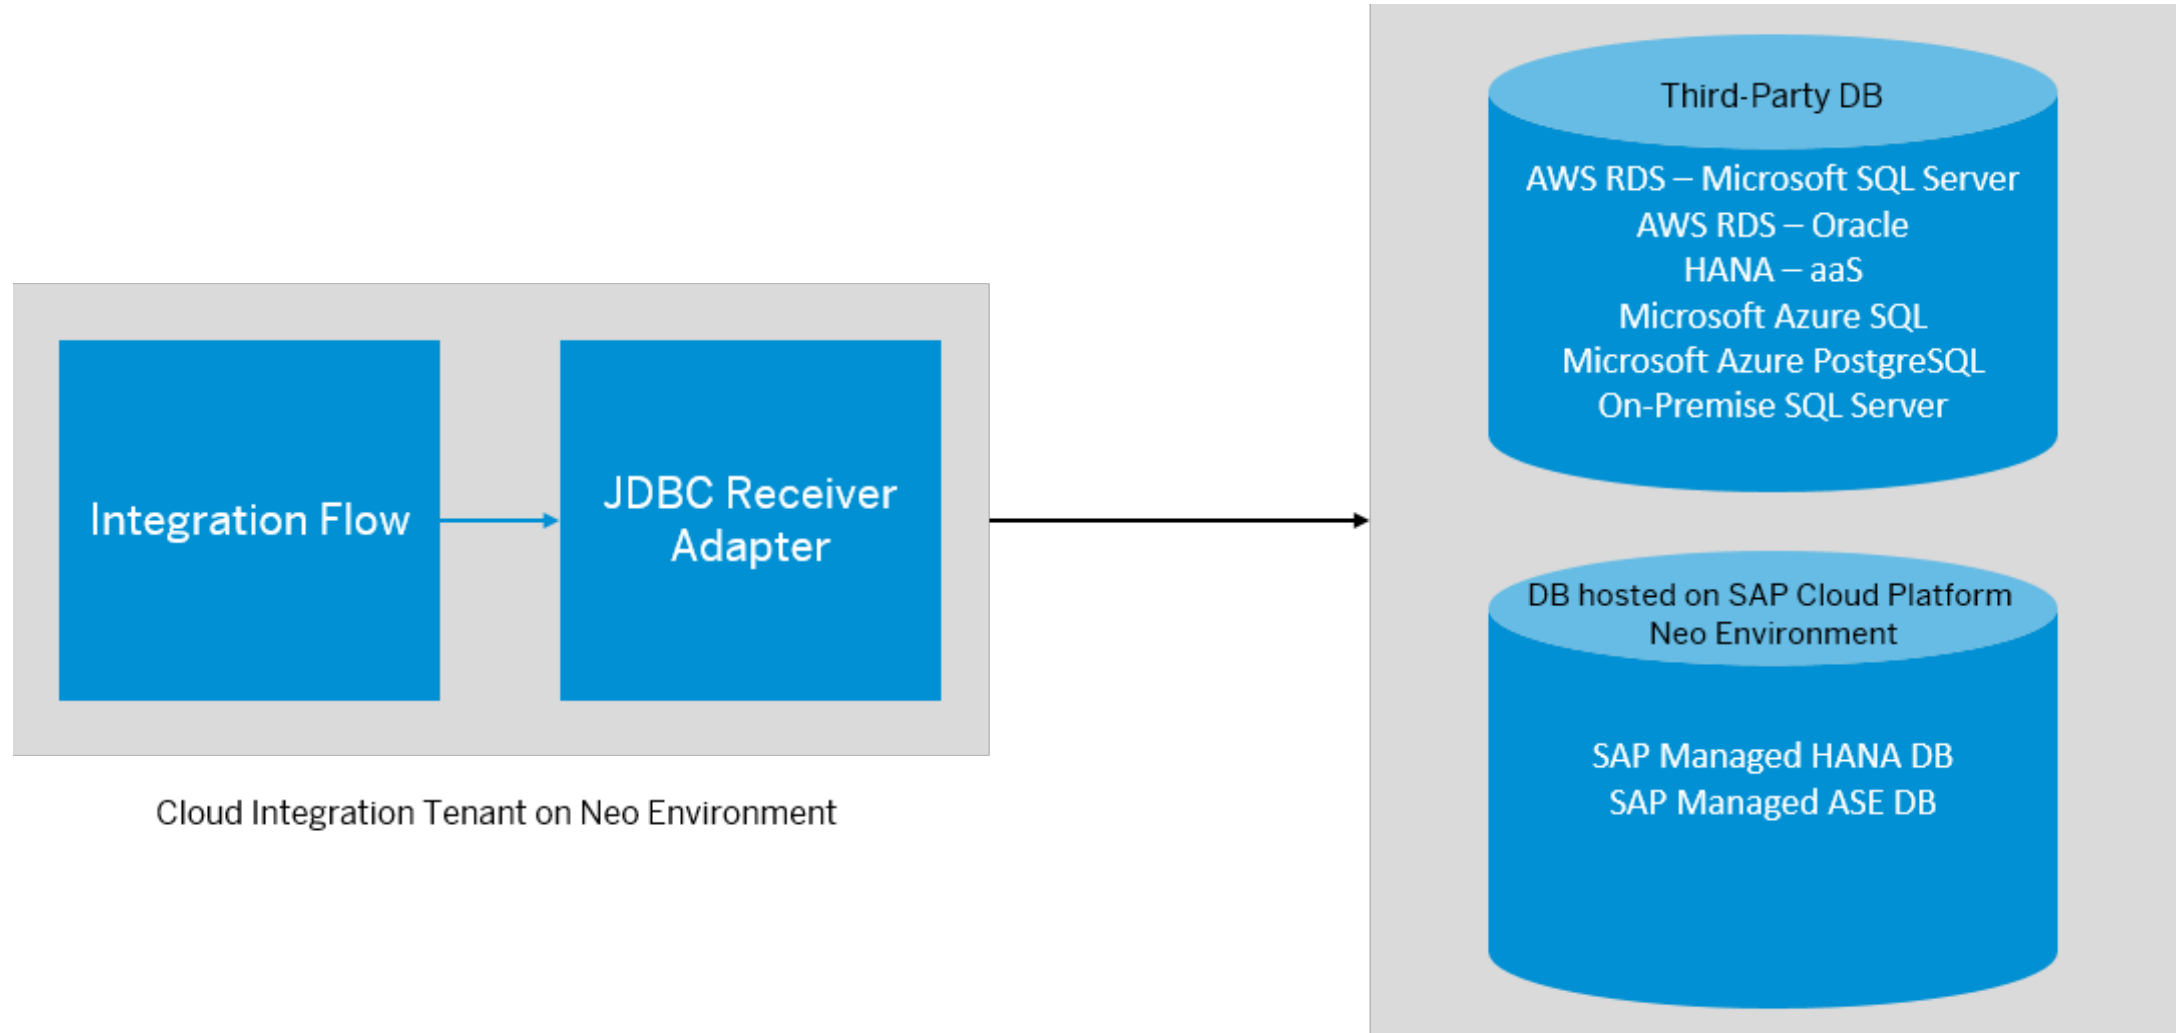 Integration Flow
JDBC Receiver
Adapter
Cloud Integration Tenant on Neo Environment
Third-Party DB
AWS RDS – Microsoft SQL Server
AWS RDS – Oracle
HANA – aaS
Microsoft Azure SQL
Microsoft Azure PostgreSQL
On-Premise SQL Server
DB hosted on SAP Cloud Platform
Neo Environment
SAP Managed HANA DB
SAP Managed ASE DB